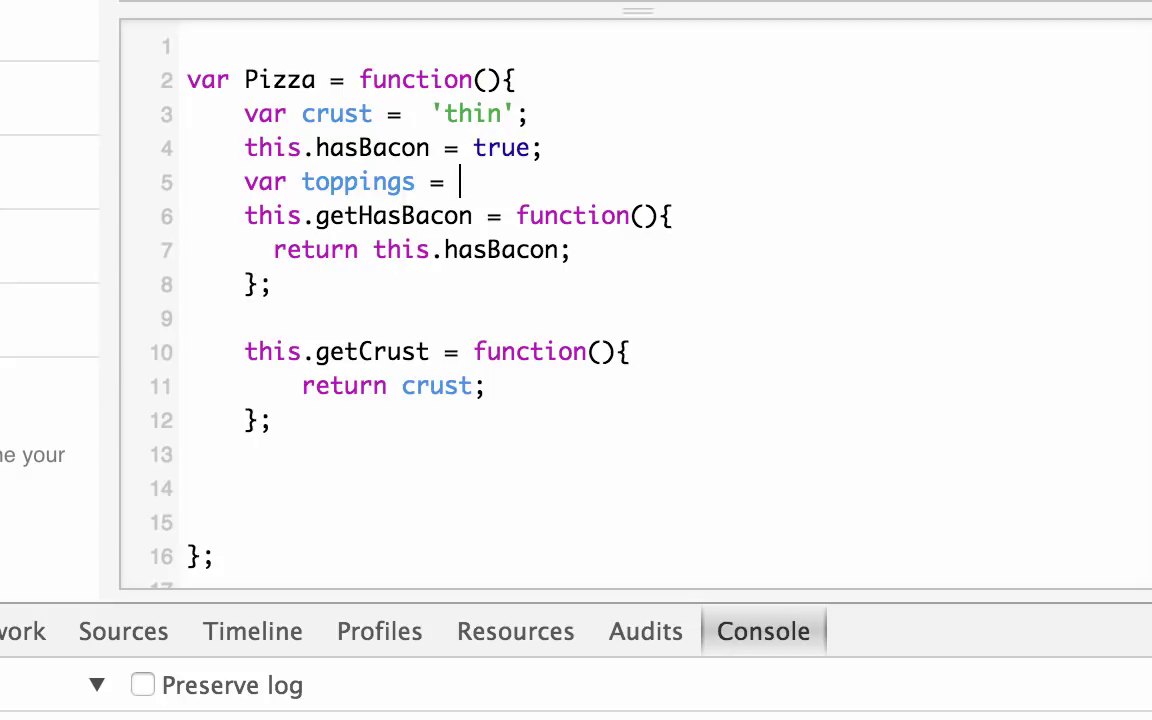 1
2 var Pizza = function(){
3 var crust =  'thin';
4 this.hasBacon = true;
5 var toppings =
6 this.getHasBacon = function(){
7 return this.hasBacon;
8 };
9
10 this.getCrust = function(){
11 return crust;
12 };
13
ne your
14
15
16 };
17
work Sources Timeline Profiles Resources Audits Console
▼ Preserve log